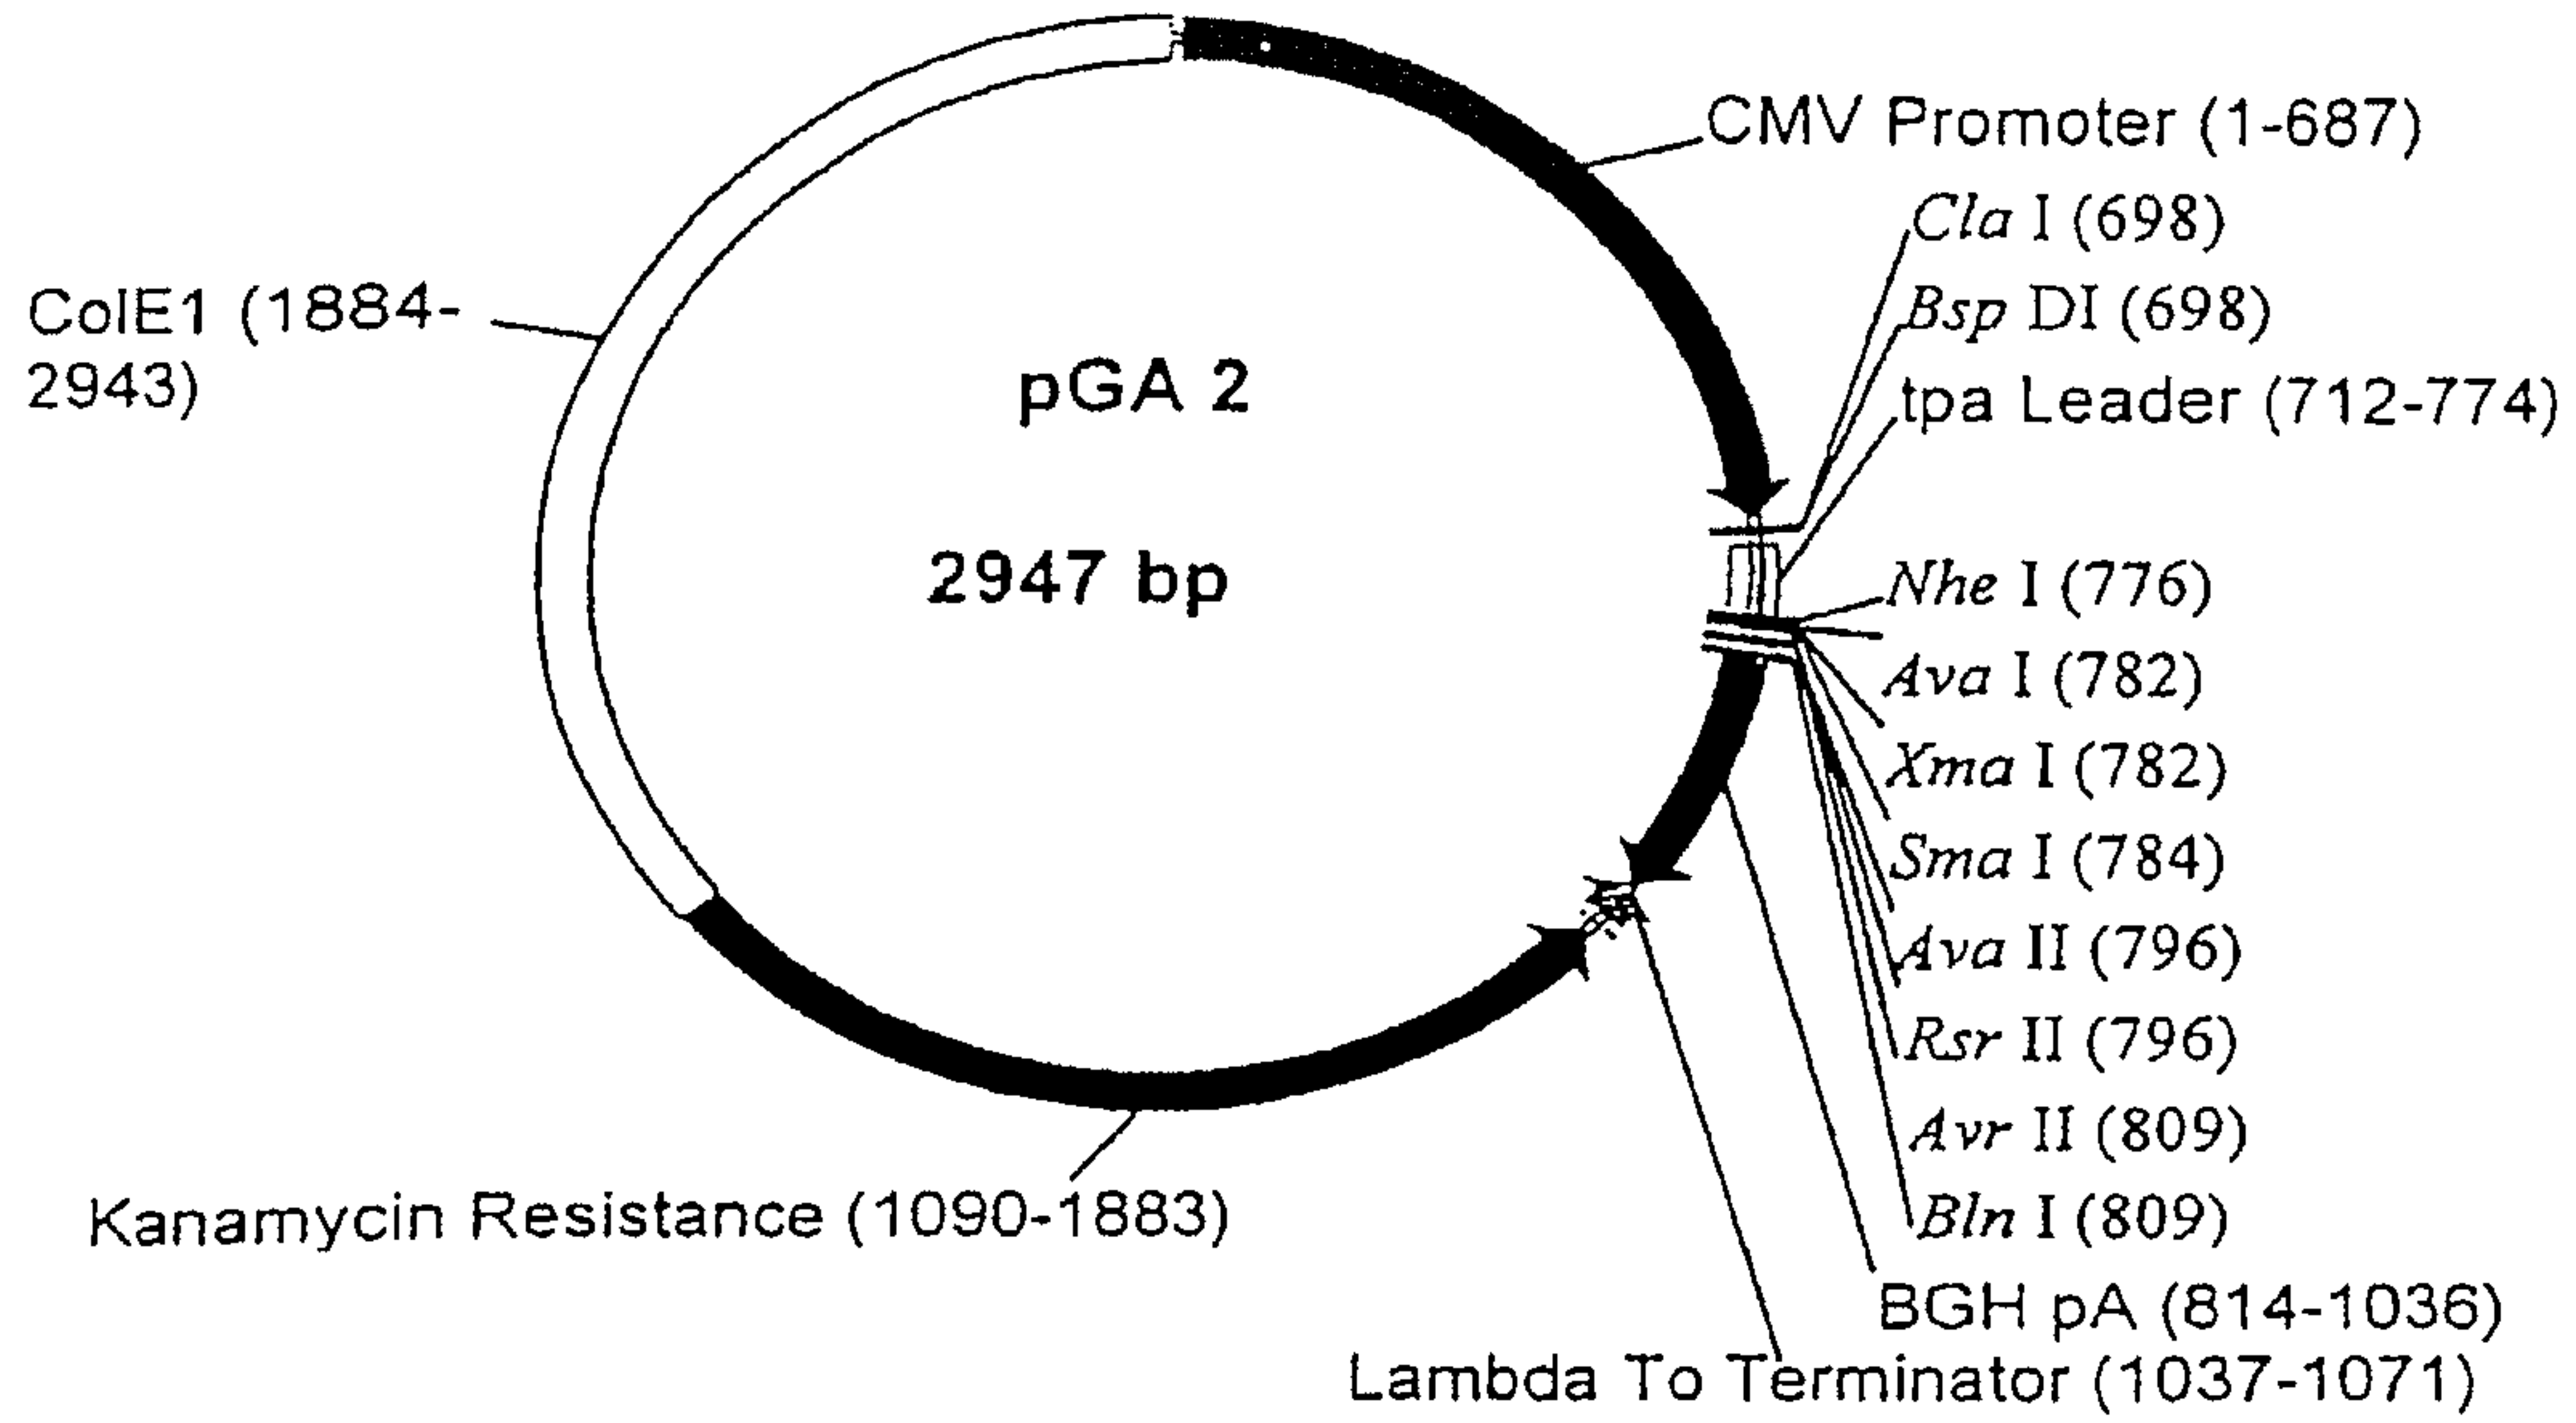 CMV Promoter (1-687)
Cla I (698)
Bsp DI (698)
tpa Leader (712-774)
Nhe I (776)
Ava I (782)
Xma I (782)
Sma I (784)
Ava II (796)
Rsr II (796)
Avr II (809)
Bln I (809)
BGH pA (814-1036)
Lambda To Terminator (1037-1071)
Kanamycin Resistance (1090-1883)
ColE1 (1884-
2943)
pGA 2
2947 bp